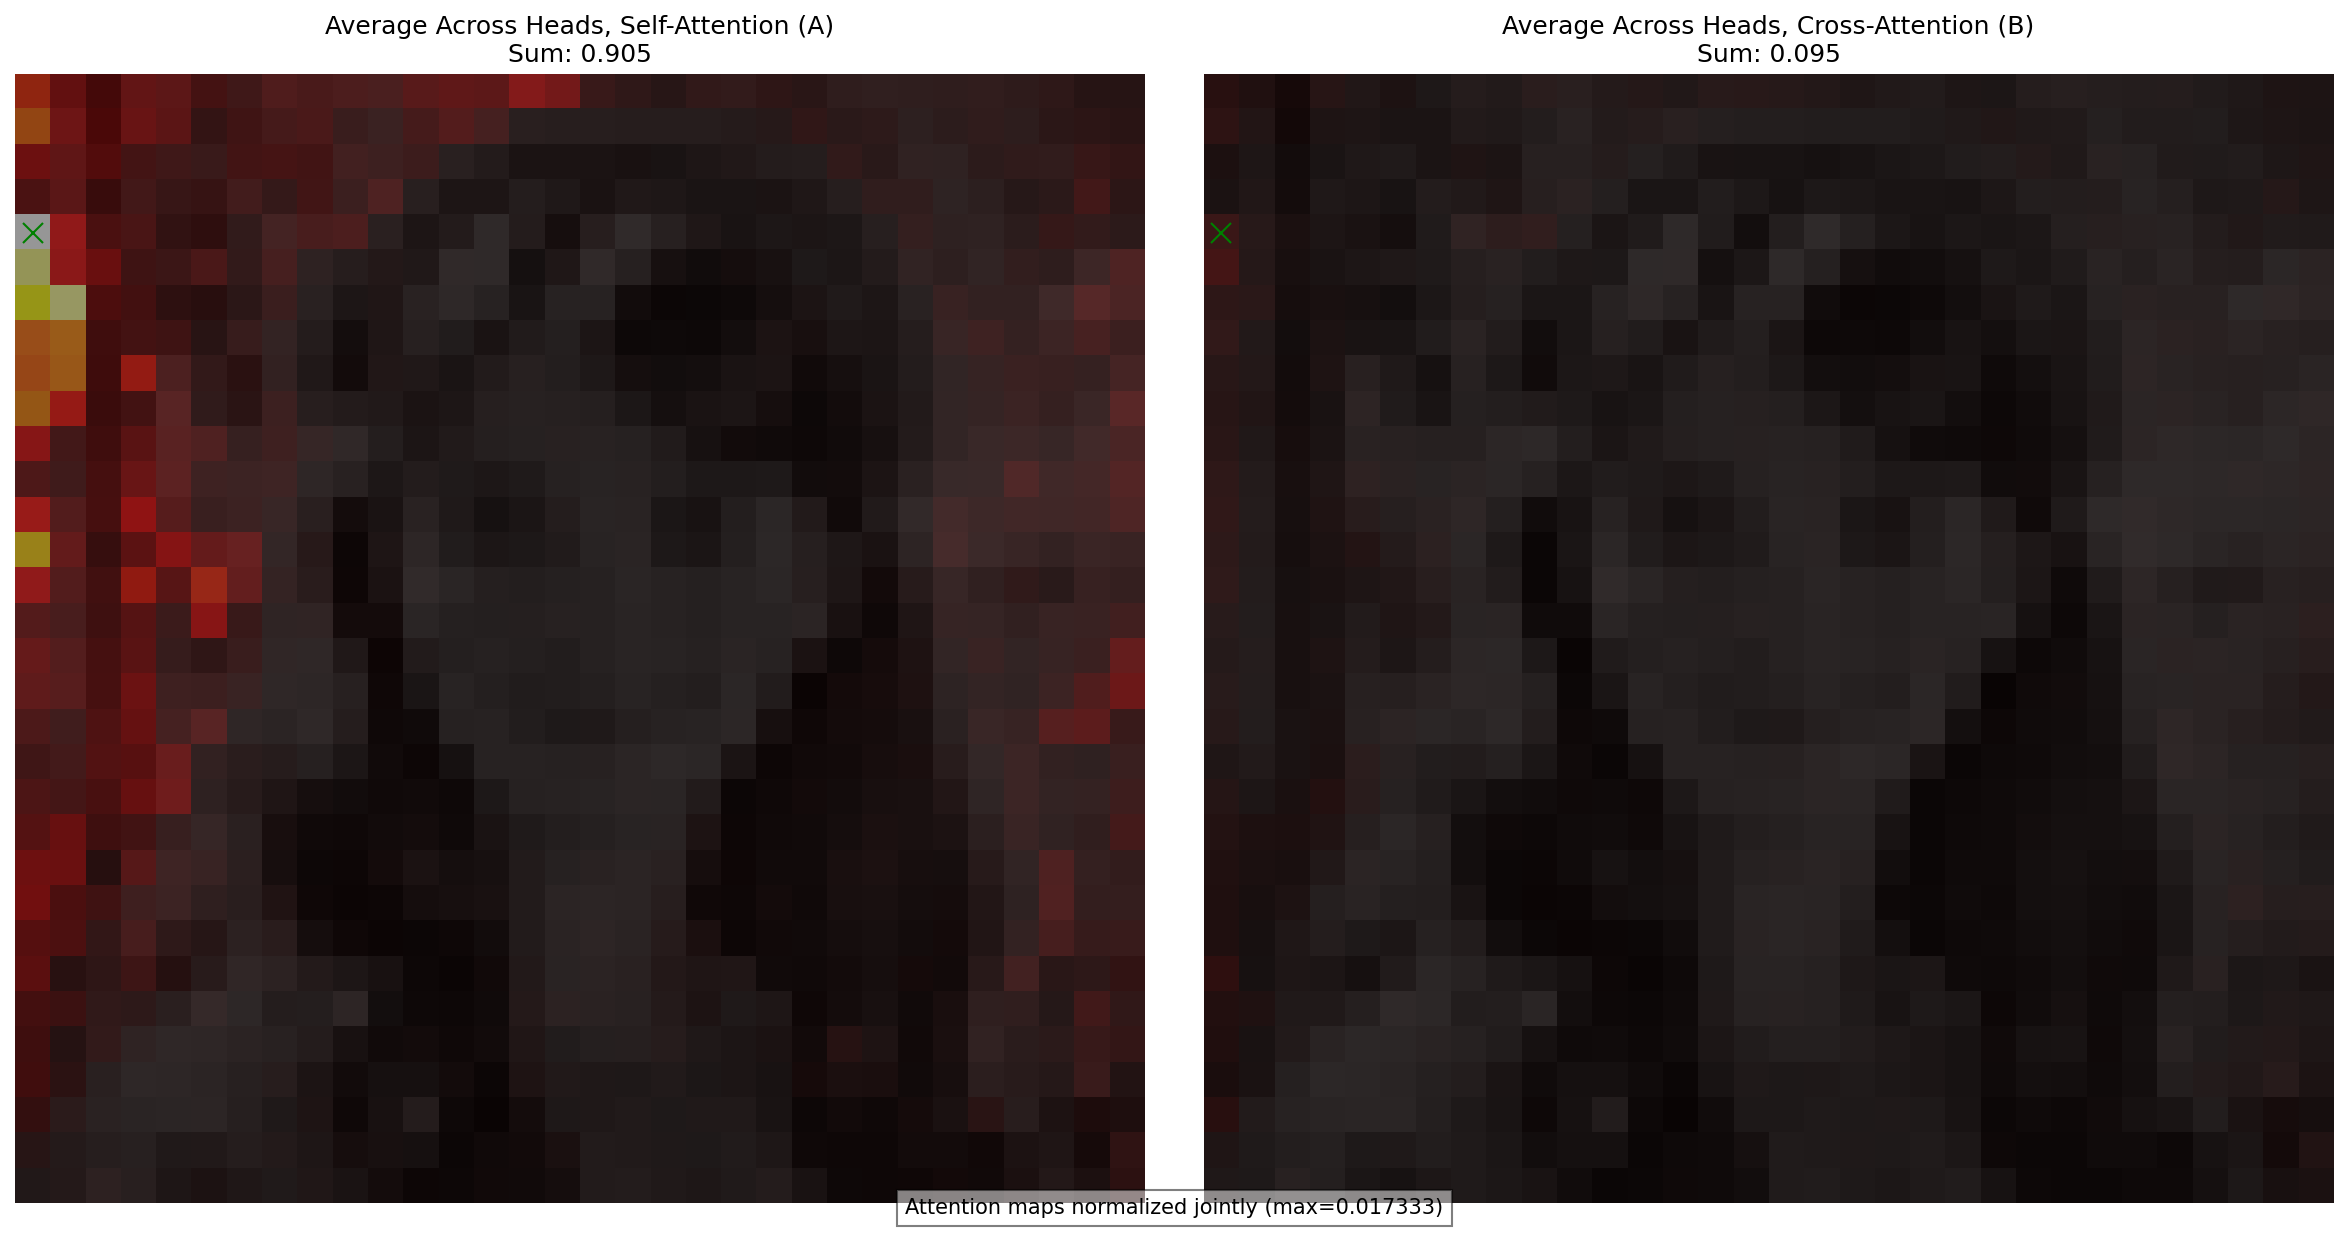 Average Across Heads, Self-Attention (A)
Sum: 0.905
Average Across Heads, Cross-Attention (B)
Sum: 0.095
Attention maps normalized jointly (max=0.017333)